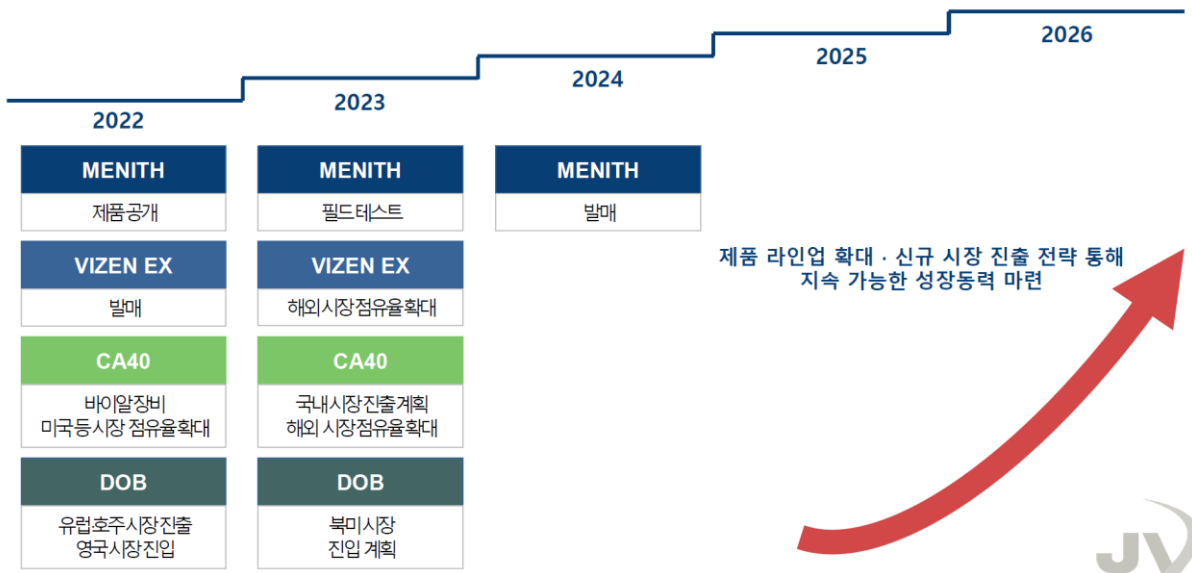 2022
2023
2024
2025
2026
MENITH
제품공개
VIZEN EX
발매
CA40
바이알장비
미국등시장 점유율확대
DOB
유럽,호주시장진출
영국시장진입
MENITH
필드테스트
VIZEN EX
해외시장점유율확대
CA40
국내시장진출계획
해외 시장점유율확대
DOB
북미시장
진입 계획
MENITH
발매
제품 라인업 확대 · 신규 시장 진출 전략 통해
지속 가능한 성장동력 마련
JV